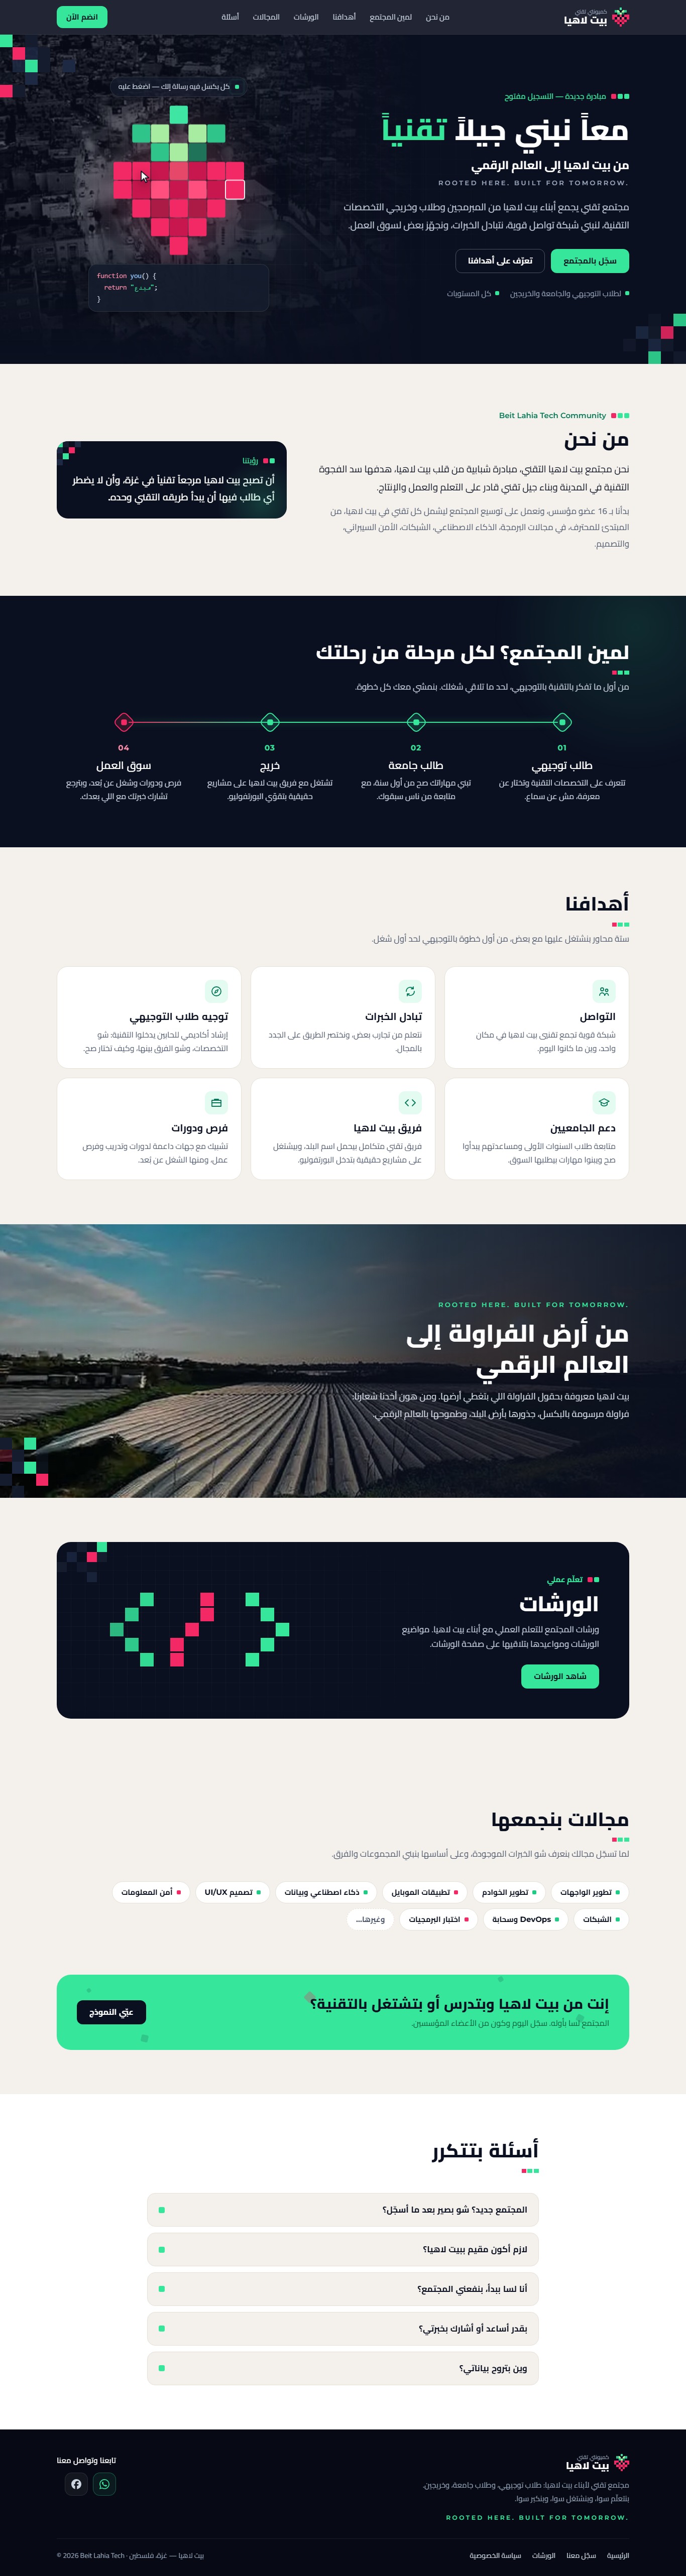 كميونتي تقني
بيت لاهيا
من نحن
لمين المجتمع
أهدافنا
الورشات
المجالات
أسئلة
انضم الآن
مبادرة جديدة — التسجيل مفتوح
معاً نبني جيلاً تقنياً
من بيت لاهيا إلى العالم الرقمي
ROOTED HERE. BUILT FOR TOMORROW.
مجتمع تقني يجمع أبناء بيت لاهيا من المبرمجين وطلاب وخريجي التخصصات
التقنية، لنبني شبكة تواصل قوية، نتبادل الخبرات، ونجهّز بعض لسوق العمل.
سجّل بالمجتمع
تعرّف على أهدافنا
لطلاب التوجيهي والجامعة والخريجين
كل المستويات
كل بكسل فيه رسالة إلك — اضغط عليه
function you() {
return "مبدع";
}
Beit Lahia Tech Community
من نحن
نحن مجتمع بيت لاهيا التقني، مبادرة شبابية من قلب بيت لاهيا، هدفها سد الفجوة
التقنية في المدينة وبناء جيل تقني قادر على التعلم والعمل والإنتاج.
بدأنا بـ 16 عضو مؤسس، ونعمل على توسيع المجتمع ليشمل كل تقني في بيت لاهيا، من
المبتدئ للمحترف، في مجالات البرمجة، الذكاء الاصطناعي، الشبكات، الأمن السيبراني،
والتصميم.
رؤيتنا
أن تصبح بيت لاهيا مرجعاً تقنياً في غزة، وأن لا يضطر
أي طالب فيها أن يبدأ طريقه التقني وحده.
لمين المجتمع؟ لكل مرحلة من رحلتك
من أول ما تفكر بالتقنية بالتوجيهي، لحد ما تلاقي شغلك. بنمشي معك كل خطوة.
01
طالب توجيهي
تتعرف على التخصصات التقنية وتختار عن
معرفة، مش عن سماع.
02
طالب جامعة
تبني مهاراتك صح من أول سنة، مع
متابعة من ناس سبقوك.
03
خريج
تشتغل مع فريق بيت لاهيا على مشاريع
حقيقية بتقوّي البورتفوليو.
04
سوق العمل
فرص ودورات وشغل عن بُعد، وبترجع
تشارك خبرتك مع اللي بعدك.
أهدافنا
ستة محاور بنشتغل عليها مع بعض، من أول خطوة بالتوجيهي لحد أول شغل.
التواصل
شبكة قوية تجمع تقنيي بيت لاهيا في مكان
واحد، وين ما كانوا اليوم.
تبادل الخبرات
نتعلم من تجارب بعض، ونختصر الطريق على الجدد
بالمجال.
توجيه طلاب التوجيهي
إرشاد أكاديمي للحابين يدخلوا التقنية: شو
التخصصات، وشو الفرق بينها، وكيف تختار صح.
دعم الجامعيين
متابعة طلاب السنوات الأولى ومساعدتهم يبدأوا
صح ويبنوا مهارات بيطلبها السوق.
فريق بيت لاهيا
فريق تقني متكامل بيحمل اسم البلد، وبيشتغل
على مشاريع حقيقية بتدخل البورتفوليو.
فرص ودورات
تشبيك مع جهات داعمة لدورات وتدريب وفرص
عمل، ومنها الشغل عن بُعد.
ROOTED HERE. BUILT FOR TOMORROW.
من أرض الفراولة إلى
العالم الرقمي
بيت لاهيا معروفة بحقول الفراولة اللي بتغطي أرضها. ومن هون أخذنا شعارنا:
فراولة مرسومة بالبكسل، جذورها بأرض البلد، وطموحها بالعالم الرقمي.
تعلّم عملي
الورشات
ورشات المجتمع للتعلم العملي مع أبناء بيت لاهيا. مواضيع
الورشات ومواعيدها بتلاقيها على صفحة الورشات.
شاهد الورشات
مجالات بنجمعها
لما تسجّل مجالك بنعرف شو الخبرات الموجودة، وعلى أساسها بنبني المجموعات والفرق.
تطوير الواجهات
تطوير الخوادم
تطبيقات الموبايل
ذكاء اصطناعي وبيانات
تصميم UI/UX
أمن المعلومات
الشبكات
DevOps وسحابة
اختبار البرمجيات
وغيرها...
إنت من بيت لاهيا وبتدرس أو بتشتغل بالتقنية؟
المجتمع لسا بأوله. سجّل اليوم وكون من الأعضاء المؤسسين.
عبّي النموذج
أسئلة بتتكرر
المجتمع جديد؟ شو بصير بعد ما أسجّل؟
لازم أكون مقيم ببيت لاهيا؟
أنا لسا ببدأ، بنفعني المجتمع؟
بقدر أساعد أو أشارك بخبرتي؟
وين بتروح بياناتي؟
كميونتي تقني
بيت لاهيا
مجتمع تقني لأبناء بيت لاهيا: طلاب توجيهي، وطلاب جامعة، وخريجين.
بنتعلّم سوا، وبنشتغل سوا، وبنكبر سوا.
ROOTED HERE. BUILT FOR TOMORROW.
تابعنا وتواصل معنا
الرئيسية
سجّل معنا
الورشات
سياسة الخصوصية
© 2026 Beit Lahia Tech · بيت لاهيا — غزة، فلسطين